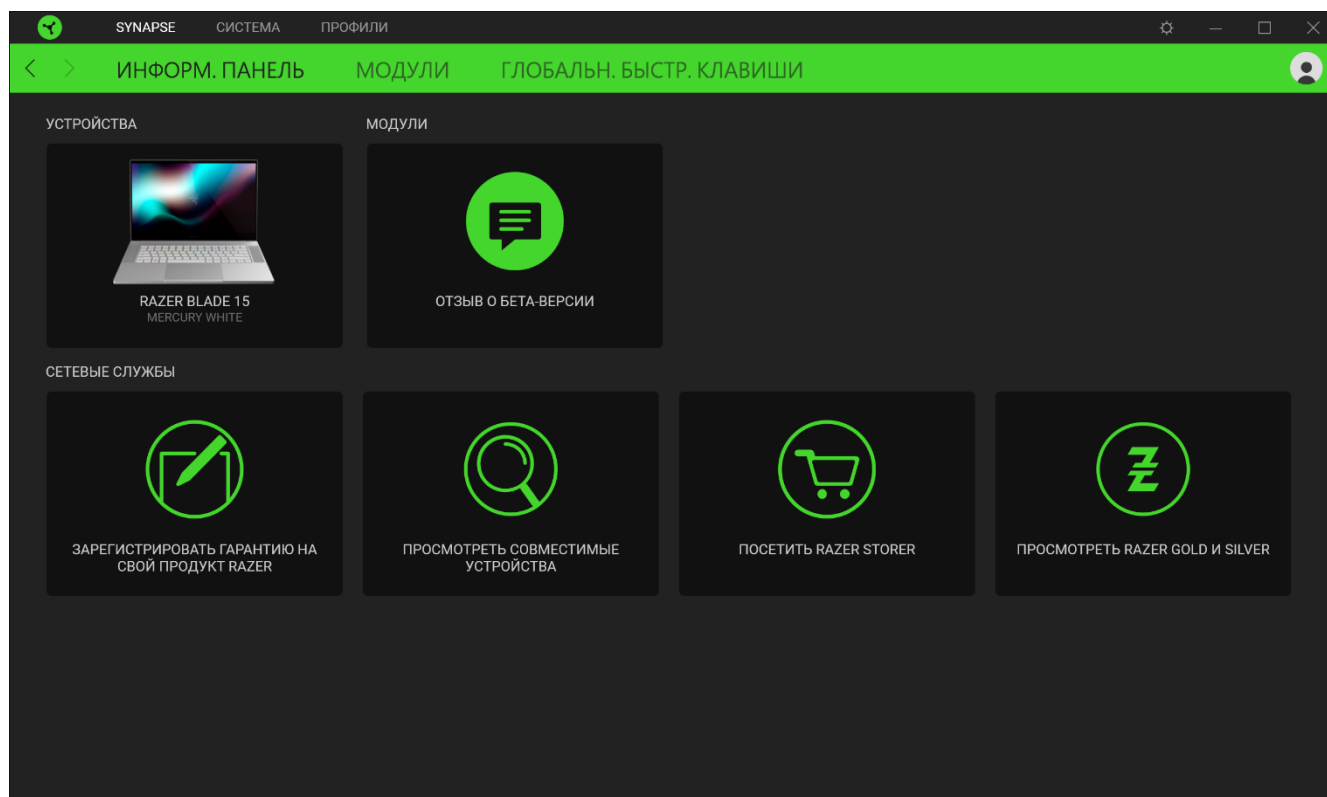 SYNAPSE СИСТЕМА ПРОФИЛИ
ИНФОРМ. ПАНЕЛЬ МОДУЛИ ГЛОБАЛЬН. БЫСТР. КЛАВИШИ
УСТРОЙСТВА МОДУЛИ
RAZER BLADE 15
MERCURY WHITE
ОТЗЫВ О БЕТА-ВЕРСИИ
СЕТЕВЫЕ СЛУЖБЫ
ЗАРЕГИСТРИРОВАТЬ ГАРАНТИЮ НА
СВОЙ ПРОДУКТ RAZER
ПРОСМОТРЕТЬ СОВМЕСТИМЫЕ
УСТРОЙСТВА
ПОСЕТИТЬ RAZER STORER
ПРОСМОТРЕТЬ RAZER GOLD И SILVER